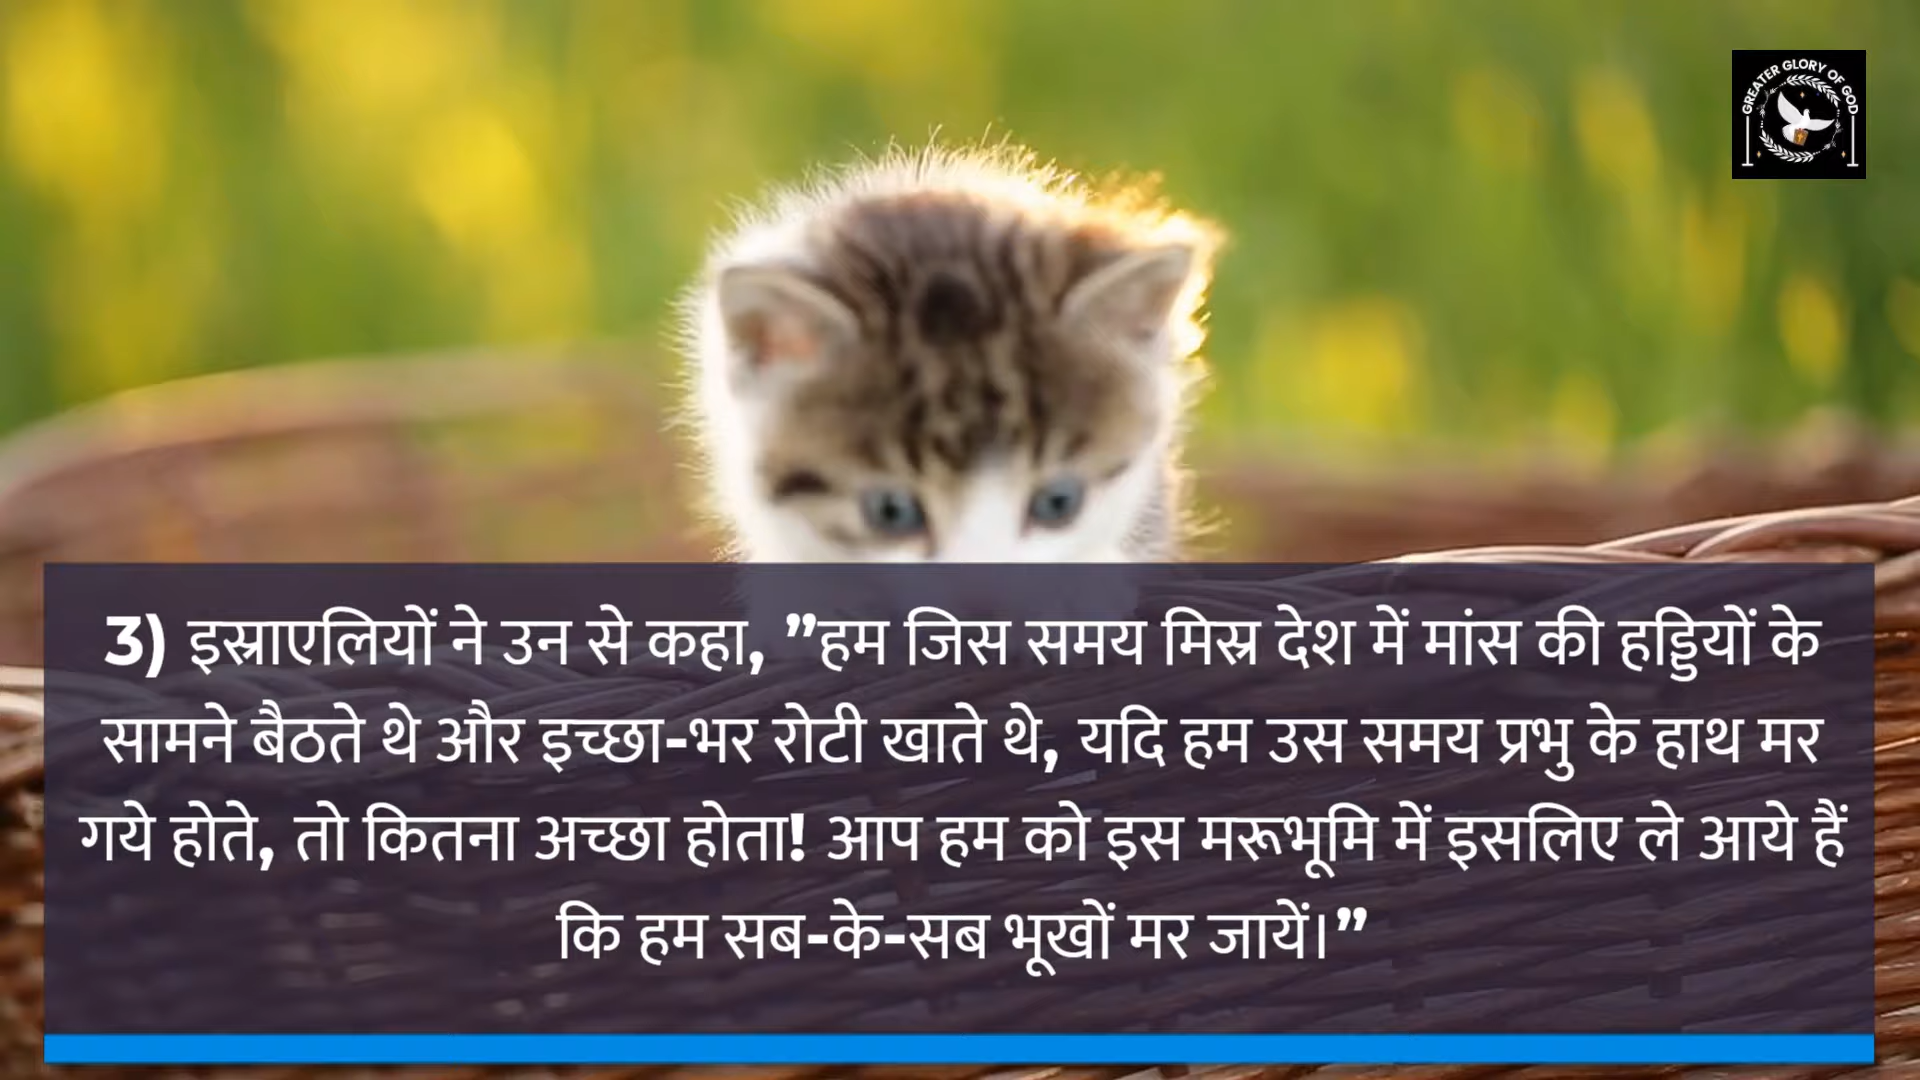 GREATER GLORY OF GOD
3) इस्राएलियों ने उन से कहा, ”हम जिस समय मिस्र देश में मांस की हड्डियों के
सामने बैठते थे और इच्छा-भर रोटी खाते थे, यदि हम उस समय प्रभु के हाथ मर
गये होते, तो कितना अच्छा होता! आप हम को इस मरूभूमि में इसलिए ले आये हैं
कि हम सब-के-सब भूखों मर जायें।”